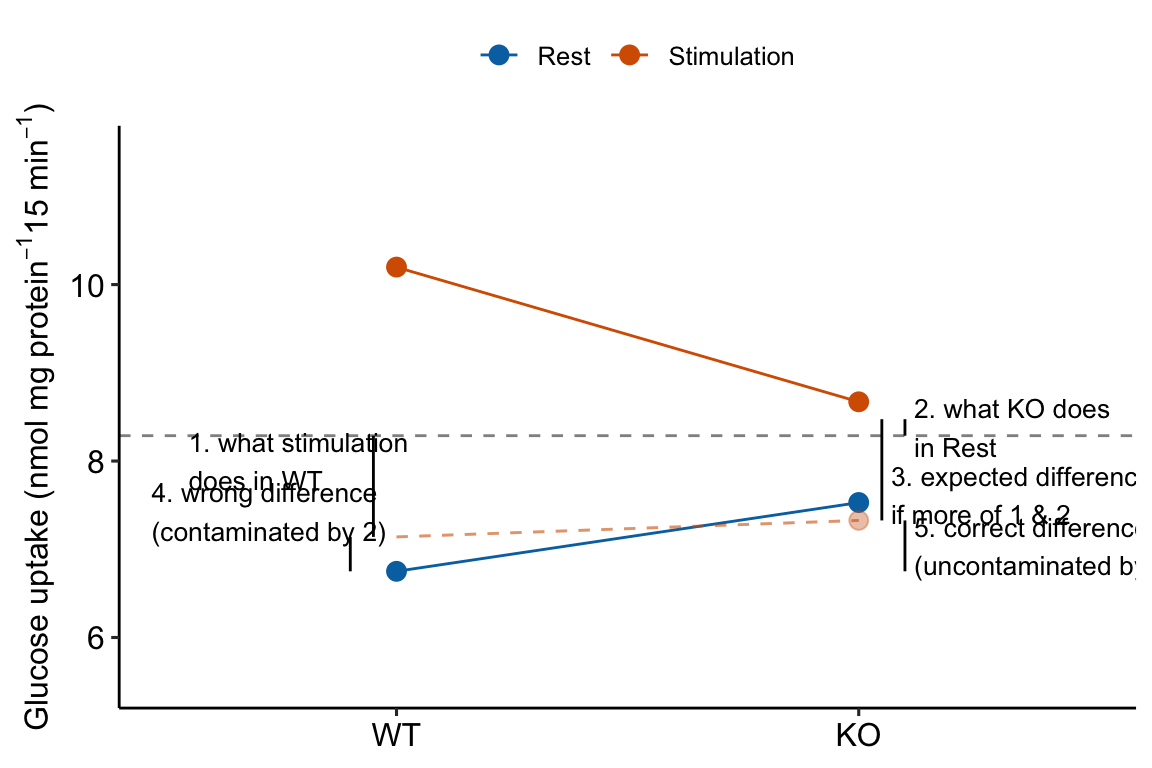 Rest Stimulation
Glucose uptake (nmol mg protein⁻¹15 min⁻¹)
10
8
6
1. what stimulation
does in WT
4. wrong difference
(contaminated by 2)
2. what KO does
in Rest
3. expected differenc
if more of 1 & 2
5. correct difference
(uncontaminated by
WT KO